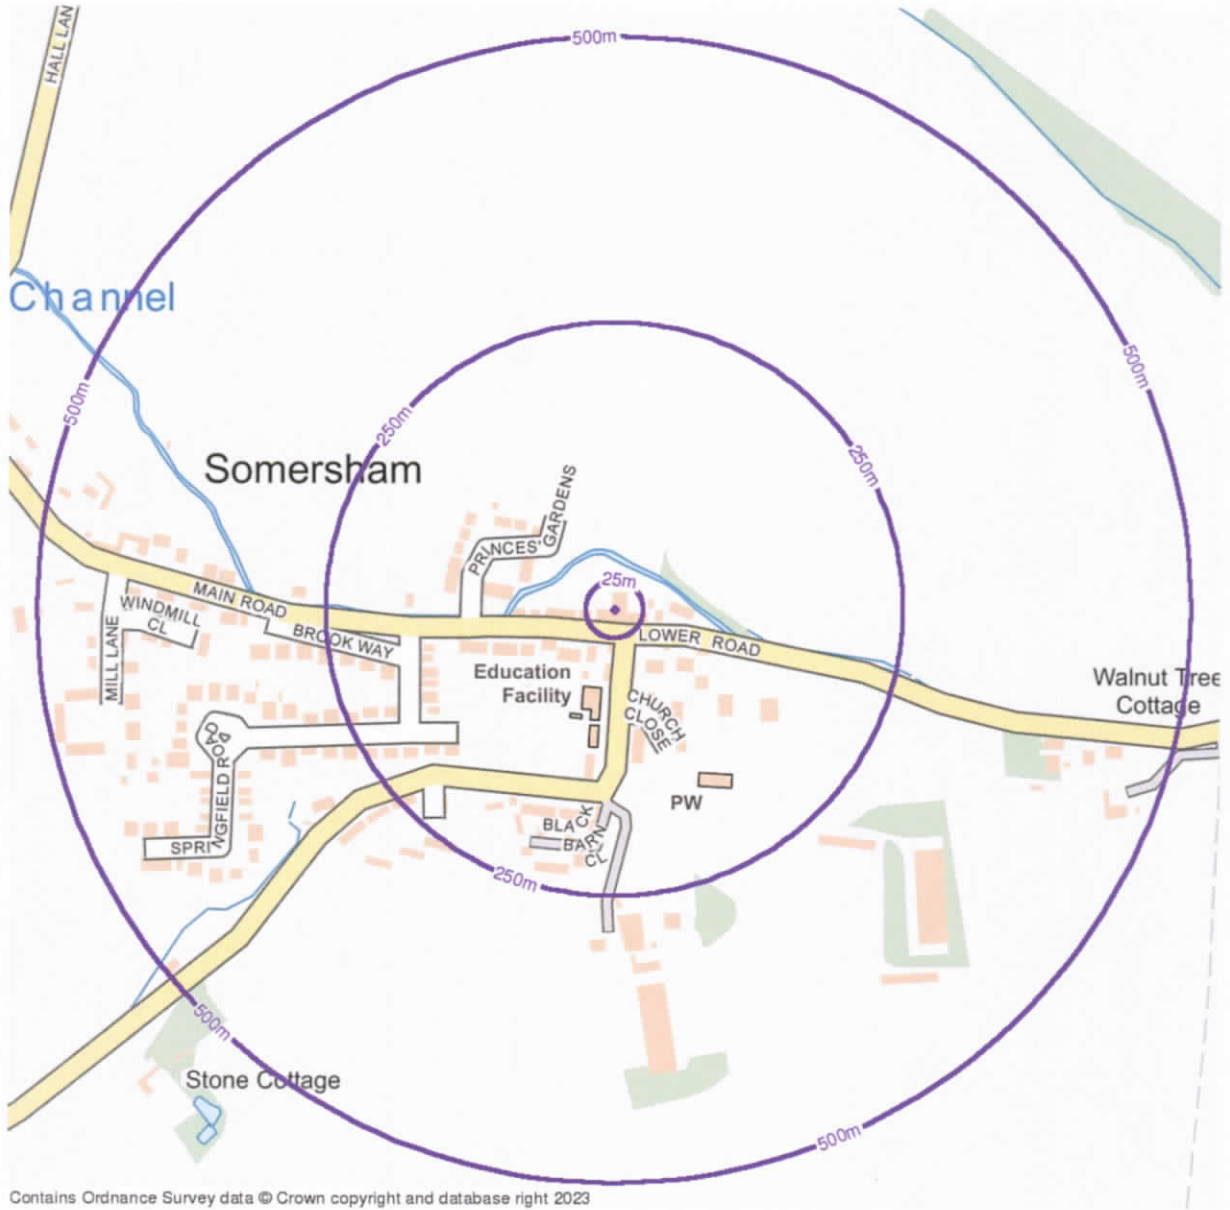 HALL LAN
500m
Channel
500m
500m
250m
250m
Somersham
PRINCES'
GARDENS
25m
MAIN ROAD
WINDMILL
CL
BROOK WAY
MILL LANE
LOWER ROAD
Education
Facility
CHURCH
CLOSE
Walnut Tree
Cottage
SPRINGFIELD ROAD
PW
BLACK
BARN
CL
250m
500m
Stone Cottage
500m
Contains Ordnance Survey data © Crown copyright and database right 2023